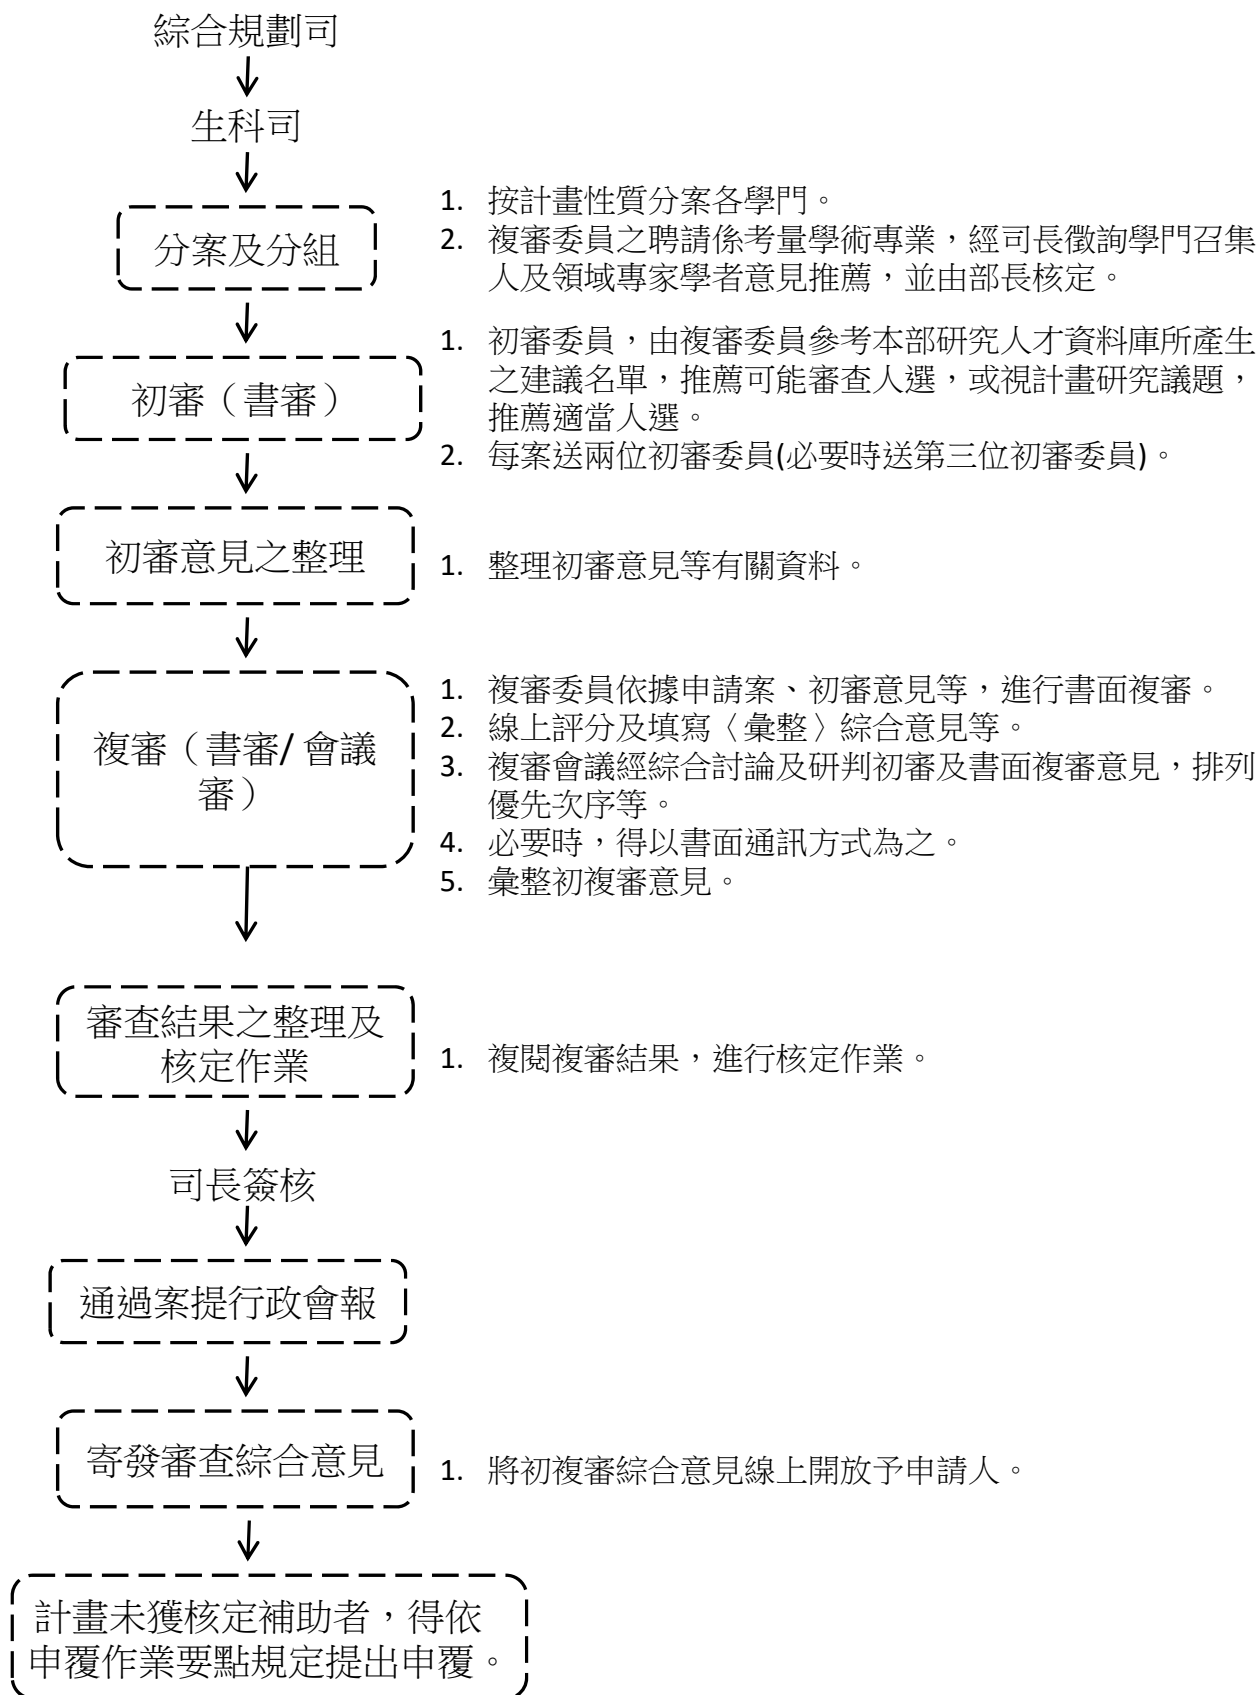 綜合規劃司
生科司
分案及分組
1. 按計畫性質分案各學門。
2. 複審委員之聘請係考量學術專業，經司長徵詢學門召集
人及領域專家學者意見推薦，並由部長核定。
初審（書審）
1. 初審委員，由複審委員參考本部研究人才資料庫所產生
之建議名單，推薦可能審查人選，或視計畫研究議題，
推薦適當人選。
2. 每案送兩位初審委員(必要時送第三位初審委員)。
初審意見之整理
1. 整理初審意見等有關資料。
複審（書審/ 會議
審）
1. 複審委員依據申請案、初審意見等，進行書面複審。
2. 線上評分及填寫〈彙整〉綜合意見等。
3. 複審會議經綜合討論及研判初審及書面複審意見，排列
優先次序等。
4. 必要時，得以書面通訊方式為之。
5. 彙整初複審意見。
審查結果之整理及
核定作業
1. 複閱複審結果，進行核定作業。
司長簽核
通過案提行政會報
寄發審查綜合意見
1. 將初複審綜合意見線上開放予申請人。
計畫未獲核定補助者，得依
申覆作業要點規定提出申覆。